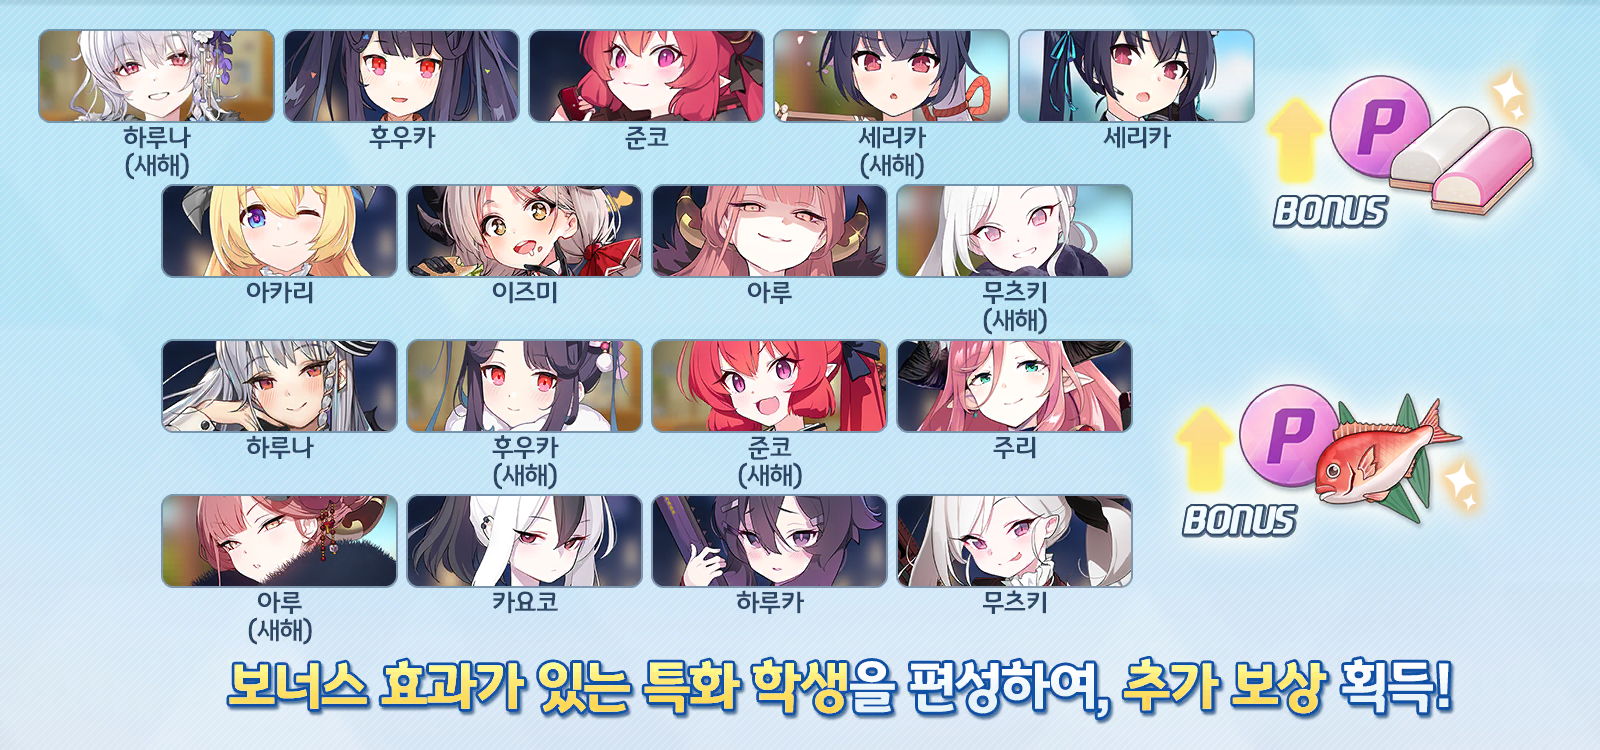 하루나
(새해)
후우카
준코
세리카
(새해)
세리카
P
BONUS
아카리
이즈미
아루
무츠키
(새해)
하루나
후우카
(새해)
준코
(새해)
주리
P
BONUS
아루
(새해)
카요코
하루카
무츠키
보너스 효과가 있는 특화 학생을 편성하여, 추가 보상 획득!